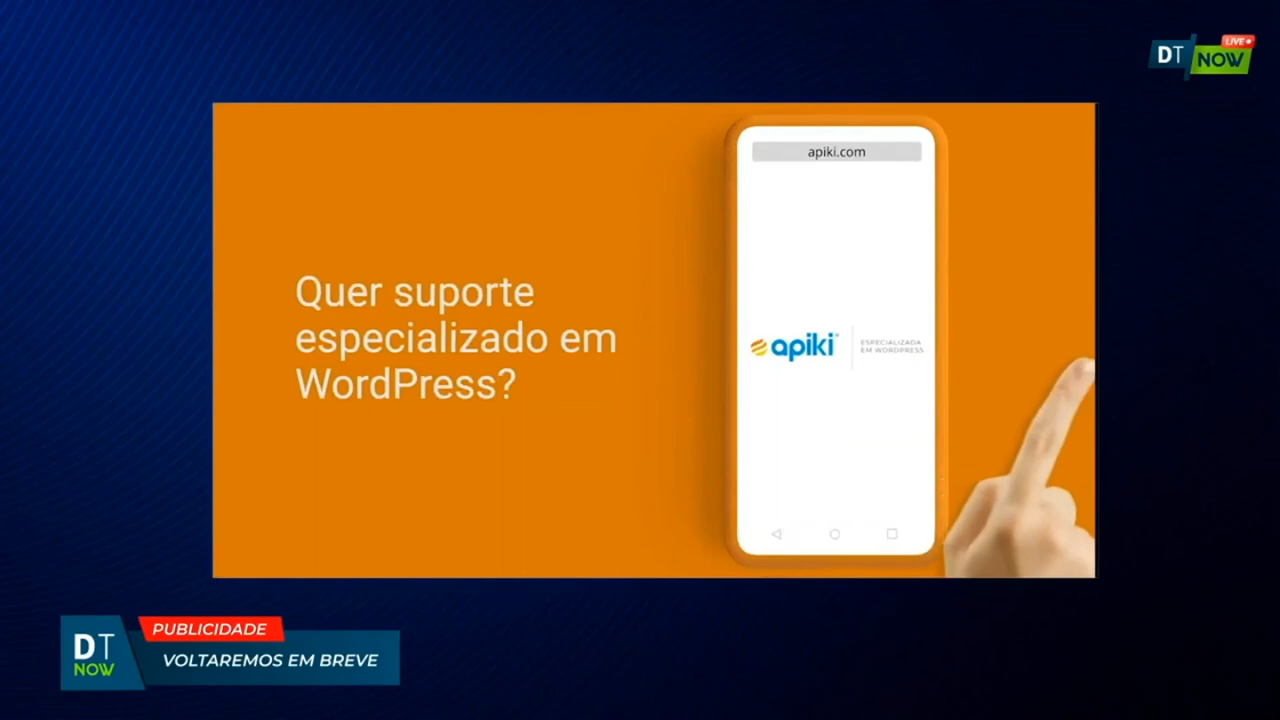 DT
LIVE
NOW
apiki.com
Quer suporte
especializado em
WordPress?
apiki
ESPECIALIZADA
EM WORDPRESS
DT
NOW
PUBLICIDADE
VOLTAREMOS EM BREVE